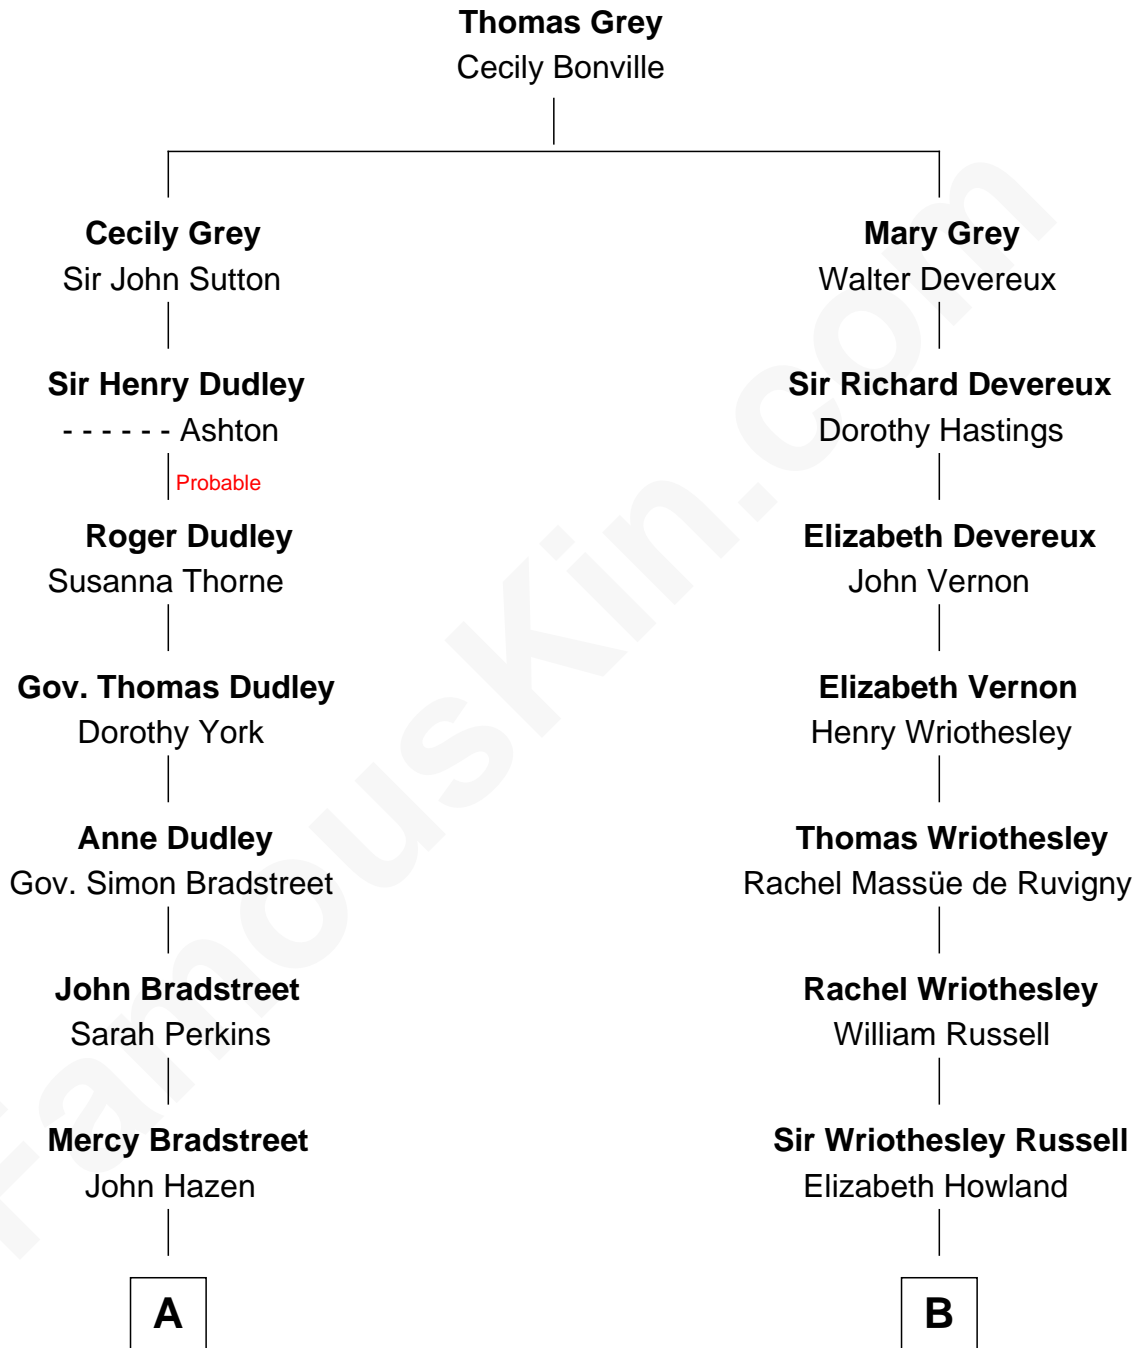 Thomas Grey
Cecily Bonville
Cecily Grey
Sir John Sutton
Mary Grey
Walter Devereux
Sir Henry Dudley
- - - - - - Ashton
Sir Richard Devereux
Dorothy Hastings
Probable
Roger Dudley
Susanna Thorne
Elizabeth Devereux
John Vernon
Gov. Thomas Dudley
Dorothy York
Elizabeth Vernon
Henry Wriothesley
Anne Dudley
Gov. Simon Bradstreet
Thomas Wriothesley
Rachel Massüe de Ruvigny
John Bradstreet
Sarah Perkins
Rachel Wriothesley
William Russell
Mercy Bradstreet
John Hazen
Sir Wriothesley Russell
Elizabeth Howland
A
B
FamousKin.com